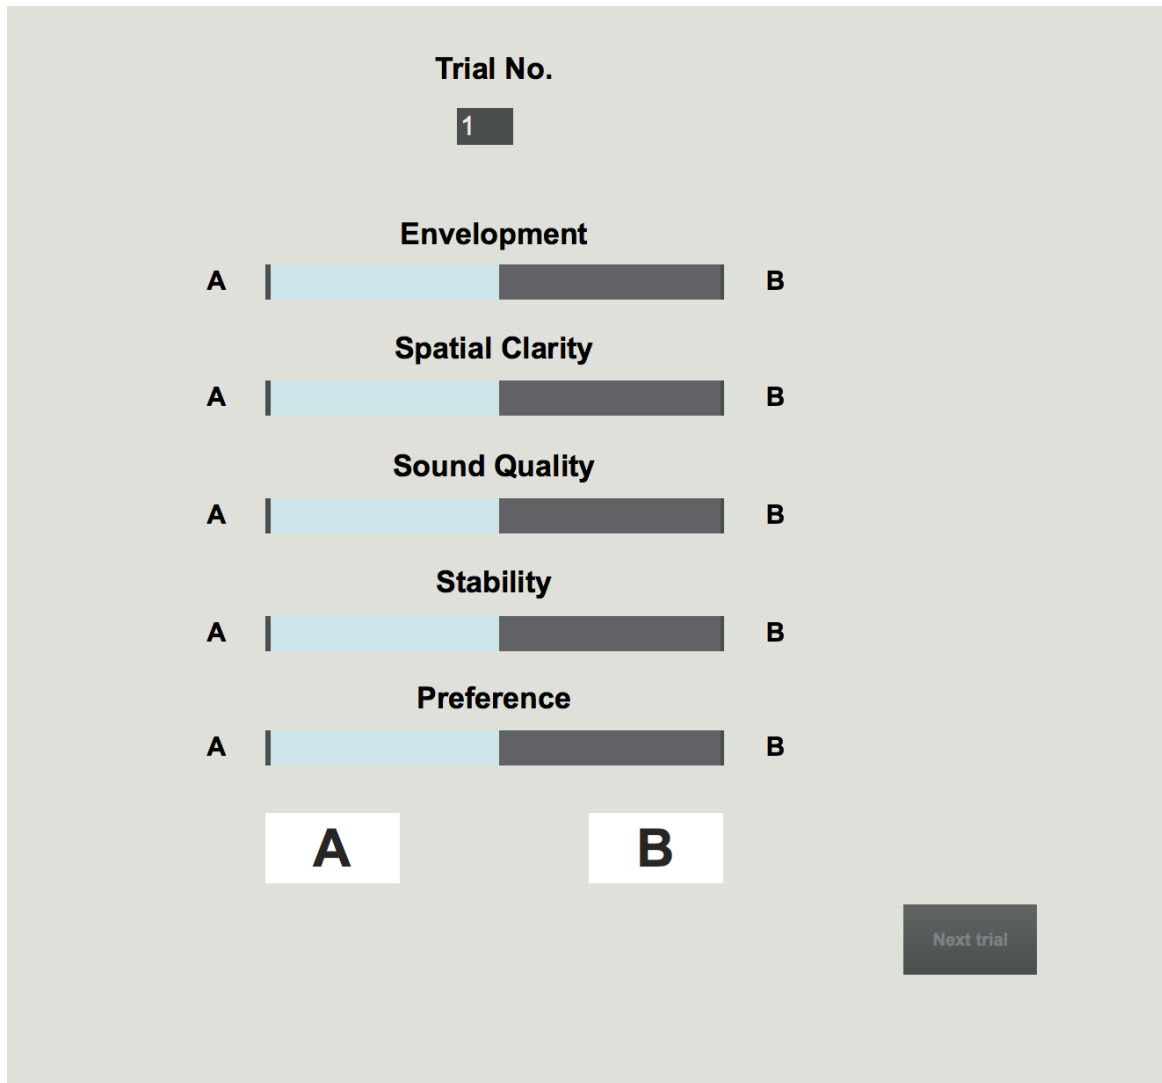 Trial No.
1
Envelopment
A B
Spatial Clarity
A B
Sound Quality
A B
Stability
A B
Preference
A B
A B
Next trial